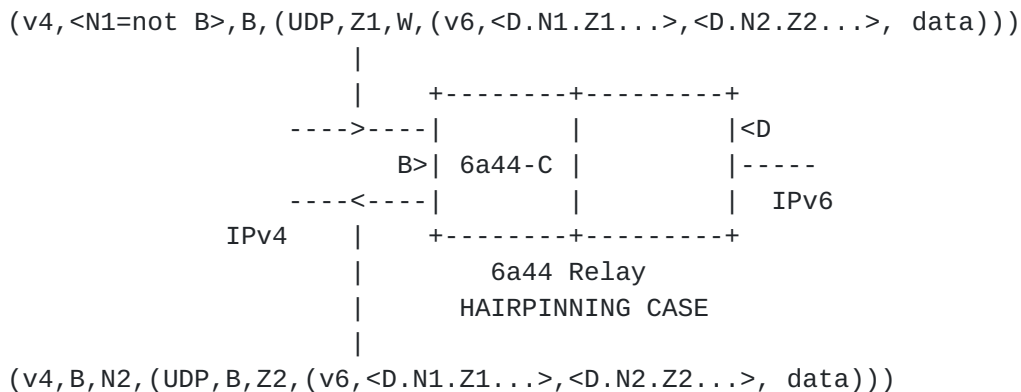 (v4,<N1=not B>,B,(UDP,Z1,W,(v6,<D.N1.Z1...>,<D.N2.Z2...>, data)))
|
| +--------+---------+
---->----| | |<D
B>| 6a44-C | |-----
----<----| | | IPv6
IPv4 | +--------+---------+
| 6a44 Relay
| HAIRPINNING CASE
|
(v4,B,N2,(UDP,B,Z2,(v6,<D.N1.Z1...>,<D.N2.Z2...>, data)))